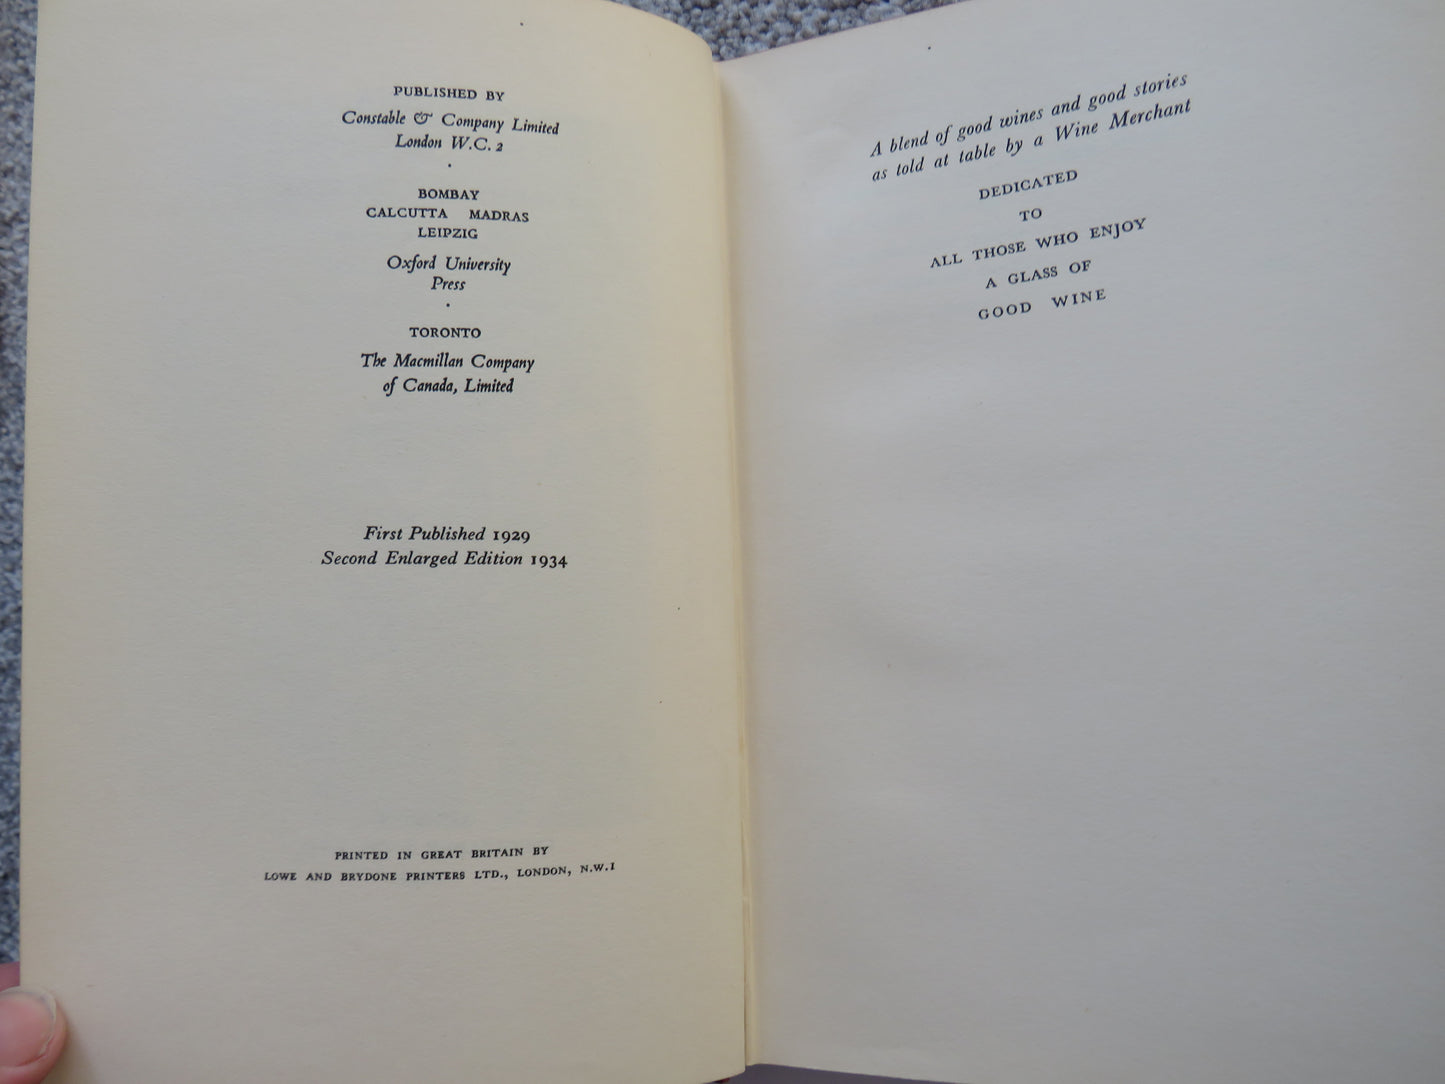 PUBLISHED BY
Constable & Company Limited
London W.C. 2
BOMBAY
CALCUTTA MADRAS
LEIPZIG
Oxford University
Press
TORONTO
The Macmillan Company
of Canada, Limited
First Published 1929
Second Enlarged Edition 1934
PRINTED IN GREAT BRITAIN BY
LOWE AND BRYDONE PRINTERS LTD., LONDON, N.W.1
A blend of good wines and good stories
as told at table by a Wine Merchant
DEDICATED
TO
ALL THOSE WHO ENJOY
A GLASS OF
GOOD WINE